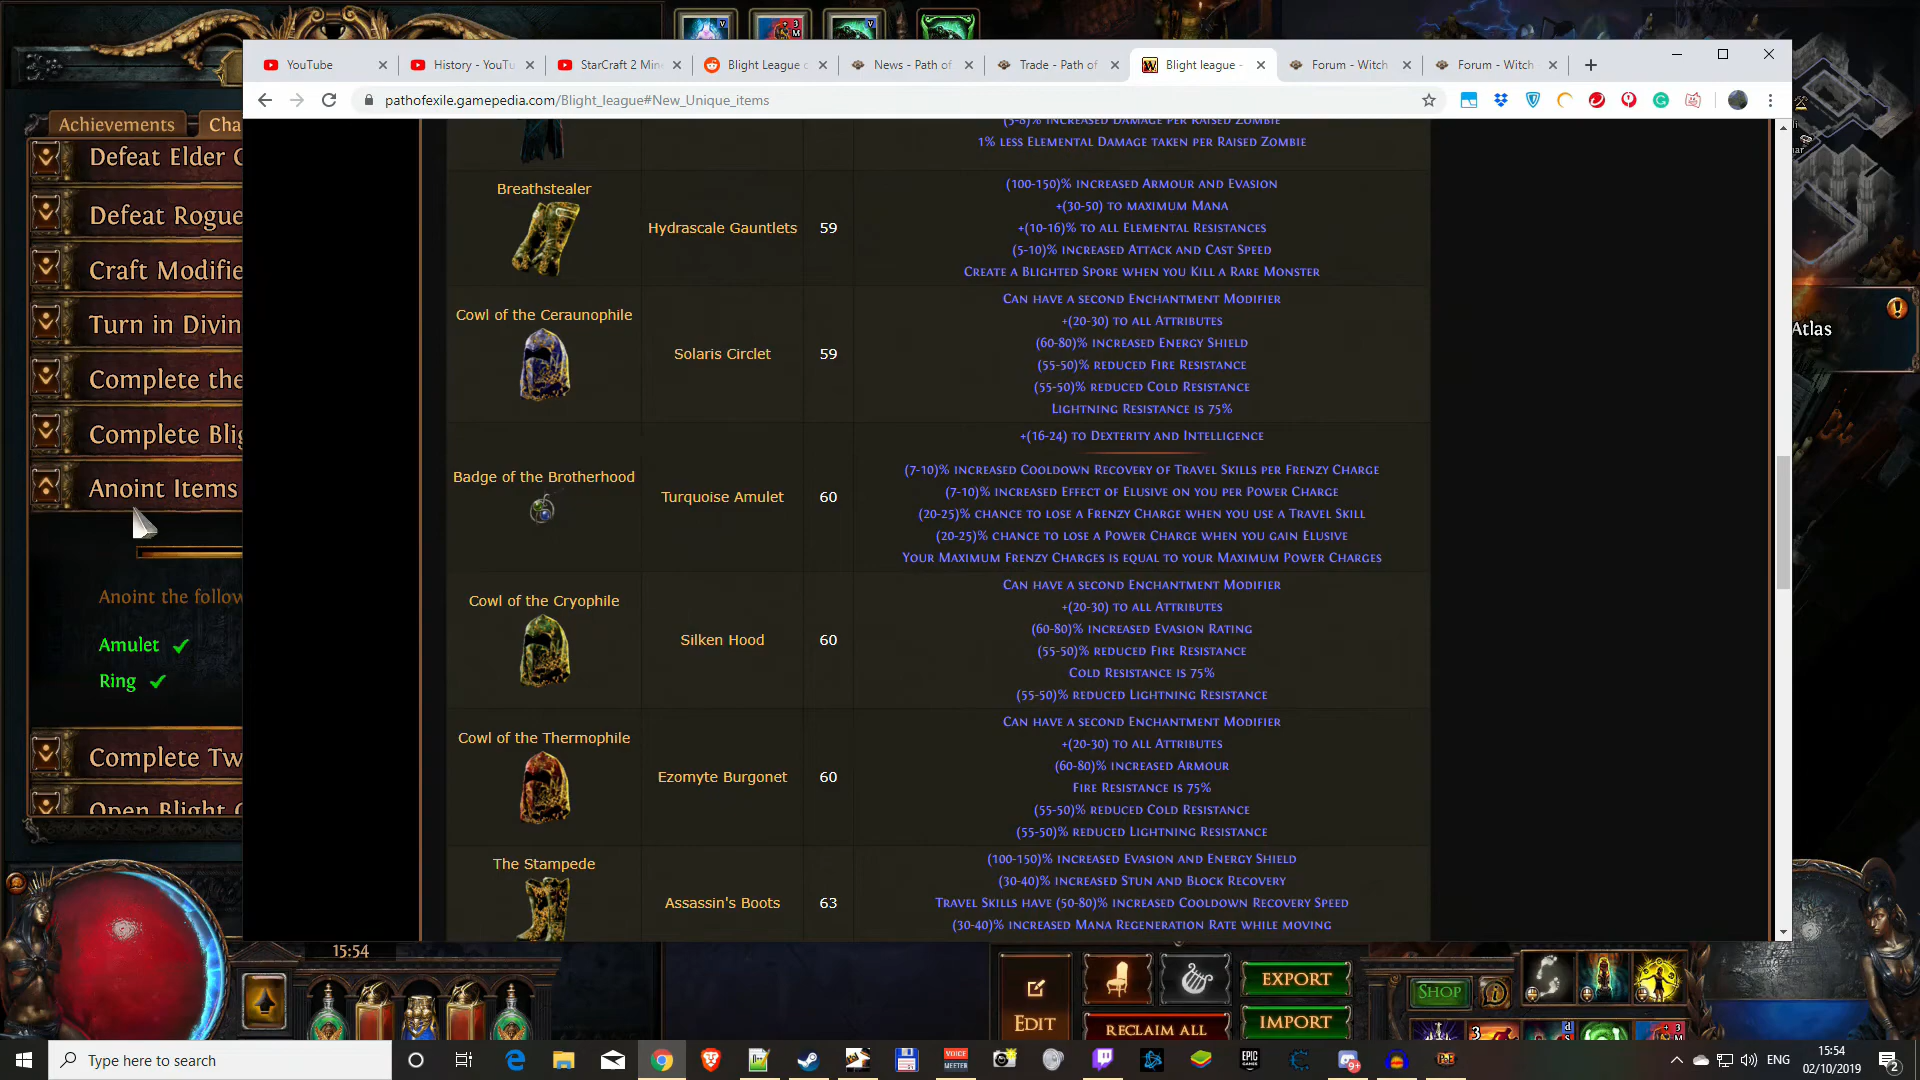 YouTube
History - YouTu
StarCraft 2 Mine
Blight League
News - Path of
Trade - Path of
Blight league -
Forum - Witch
Forum - Witch
pathofexile.gamepedia.com/Blight_league#New_Unique_items
Achievements
Cha
Defeat Elder
Defeat Rogue
Craft Modifie
Turn in Divin
Complete the
Complete Blig
Anoint Items
Anoint the follow
Amulet
Ring
Complete Tw
Open Blight
(5-8)% increased Damage per Raised Zombie
1% less Elemental Damage taken per Raised Zombie
Breathstealer
Hydrascale Gauntlets
59
(100-150)% increased Armour and Evasion
+(30-50) to maximum Mana
+(10-16)% to all Elemental Resistances
(5-10)% increased Attack and Cast Speed
Create a Blighted Spore when you Kill a Rare Monster
Cowl of the Ceraunophile
Solaris Circlet
59
Can have a second Enchantment Modifier
+(20-30) to all Attributes
(60-80)% increased Energy Shield
(55-50)% reduced Fire Resistance
(55-50)% reduced Cold Resistance
Lightning Resistance is 75%
Badge of the Brotherhood
Turquoise Amulet
60
+(16-24) to Dexterity and Intelligence
(7-10)% increased Cooldown Recovery of Travel Skills per Frenzy Charge
(7-10)% increased Effect of Elusive on you per Power Charge
(20-25)% chance to lose a Frenzy Charge when you use a Travel Skill
(20-25)% chance to lose a Power Charge when you gain Elusive
Your Maximum Frenzy Charges is equal to your Maximum Power Charges
Cowl of the Cryophile
Silken Hood
60
Can have a second Enchantment Modifier
+(20-30) to all Attributes
(60-80)% increased Evasion Rating
(55-50)% reduced Fire Resistance
Cold Resistance is 75%
(55-50)% reduced Lightning Resistance
Cowl of the Thermophile
Ezomyte Burgonet
60
Can have a second Enchantment Modifier
+(20-30) to all Attributes
(60-80)% increased Armour
Fire Resistance is 75%
(55-50)% reduced Cold Resistance
(55-50)% reduced Lightning Resistance
The Stampede
Assassin's Boots
63
(100-150)% increased Evasion and Energy Shield
(30-40)% increased Stun and Block Recovery
Travel Skills have (50-80)% increased Cooldown Recovery Speed
(30-40)% increased Mana Regeneration Rate while moving
Atlas
15:54
Edit
Reclaim All
Export
Import
Shop
Type here to search
ENG
15:54
02/10/2019